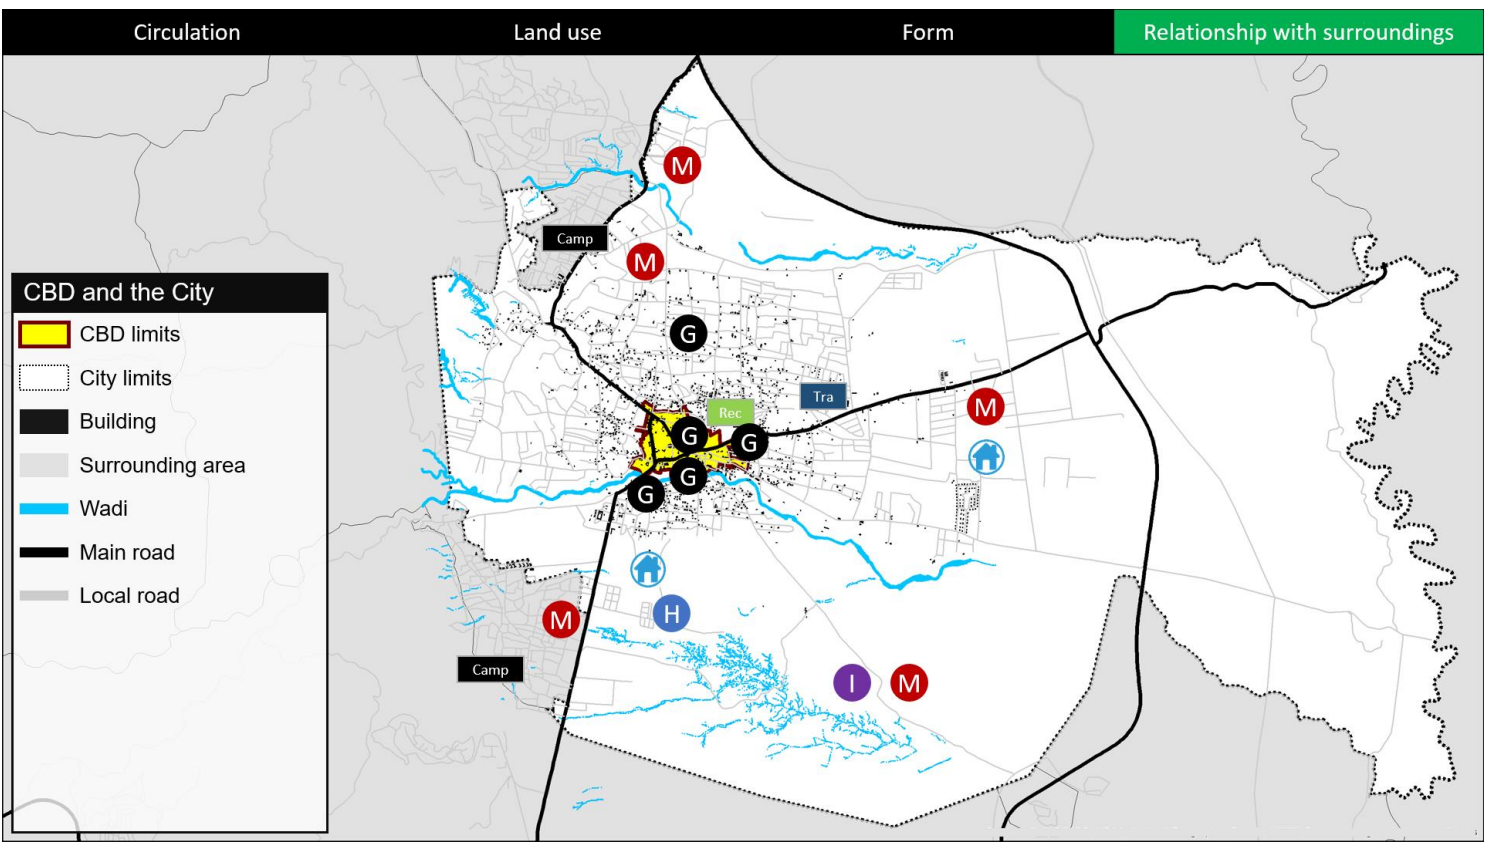 Circulation
Land use
Form
Relationship with surroundings
M
Camp
M
CBD and the City
CBD limits
City limits
Building
Surrounding area
Wadi
Main road
Local road
G
Tra
Rec
M
G
G
G
G
H
M
Camp
I
M